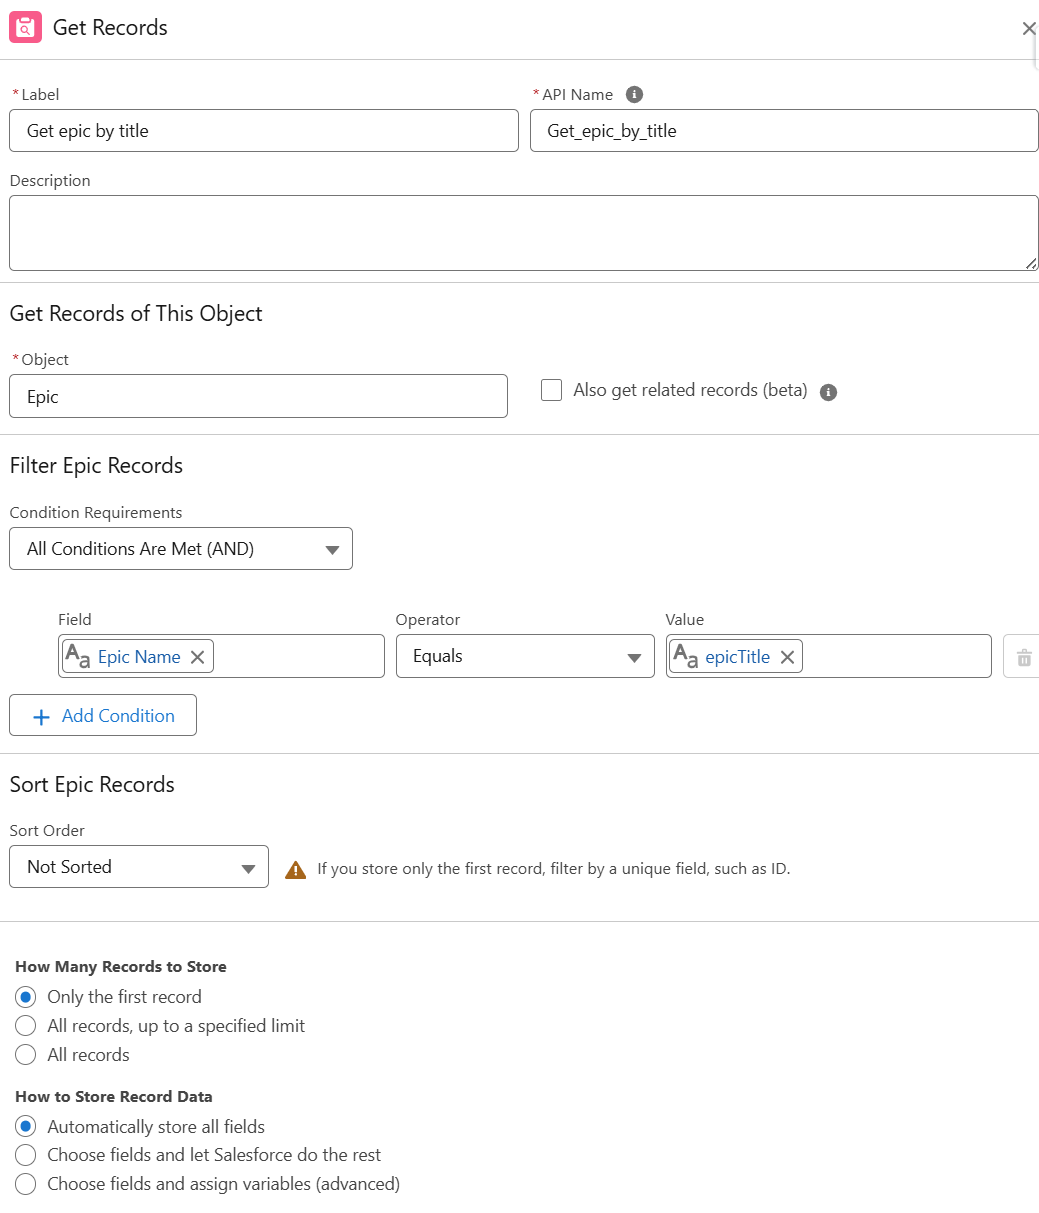 Get Records
* Label
* API Name
Get epic by title
Get_epic_by_title
Description
Get Records of This Object
* Object
Epic
Also get related records (beta)
Filter Epic Records
Condition Requirements
All Conditions Are Met (AND)
Field
Operator
Value
Aa Epic Name
Equals
Aa epicTitle
+ Add Condition
Sort Epic Records
Sort Order
Not Sorted
If you store only the first record, filter by a unique field, such as ID.
How Many Records to Store
Only the first record
All records, up to a specified limit
All records
How to Store Record Data
Automatically store all fields
Choose fields and let Salesforce do the rest
Choose fields and assign variables (advanced)